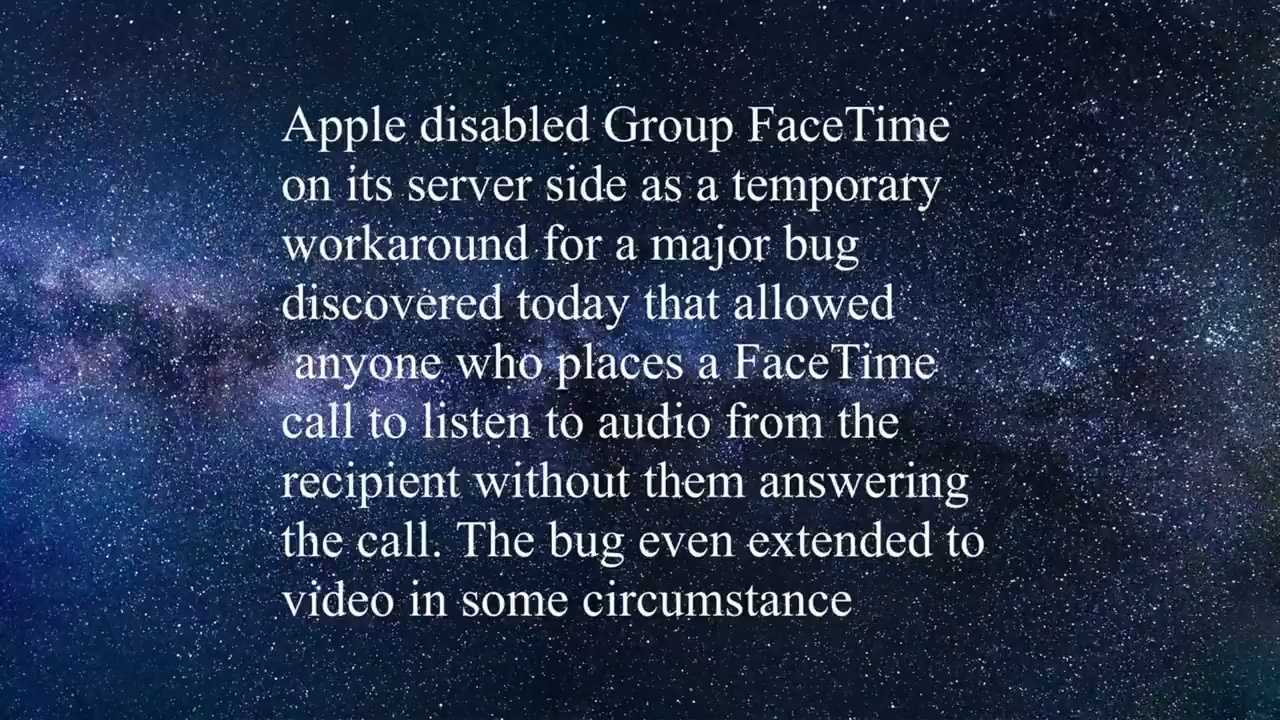 Apple disabled Group FaceTime
on its server side as a temporary
workaround for a major bug
discovered today that allowed
anyone who places a FaceTime
call to listen to audio from the
recipient without them answering
the call. The bug even extended to
video in some circumstance